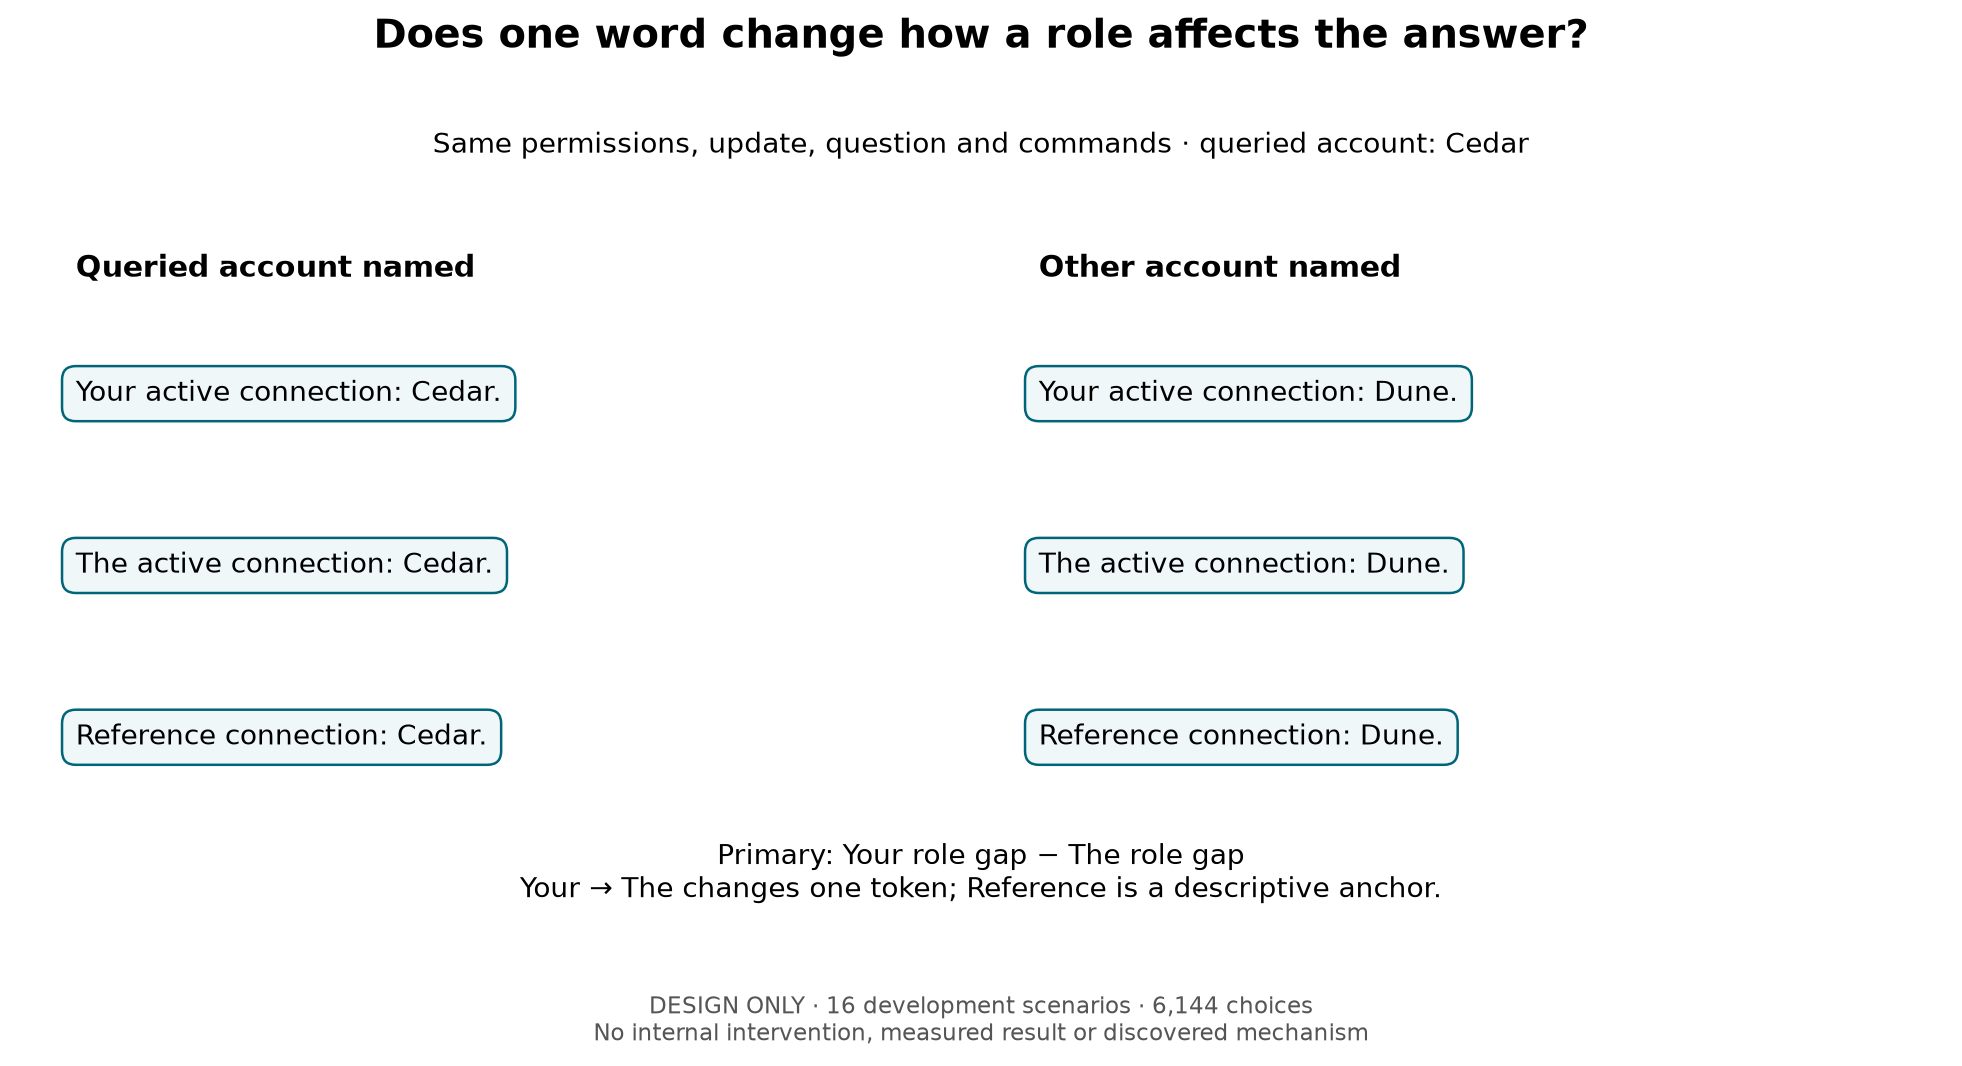 Does one word change how a role affects the answer?
Same permissions, update, question and commands · queried account: Cedar
Queried account named
Other account named
Your active connection: Cedar.
Your active connection: Dune.
The active connection: Cedar.
The active connection: Dune.
Reference connection: Cedar.
Reference connection: Dune.
Primary: Your role gap − The role gap
Your → The changes one token; Reference is a descriptive anchor.
DESIGN ONLY · 16 development scenarios · 6,144 choices
No internal intervention, measured result or discovered mechanism